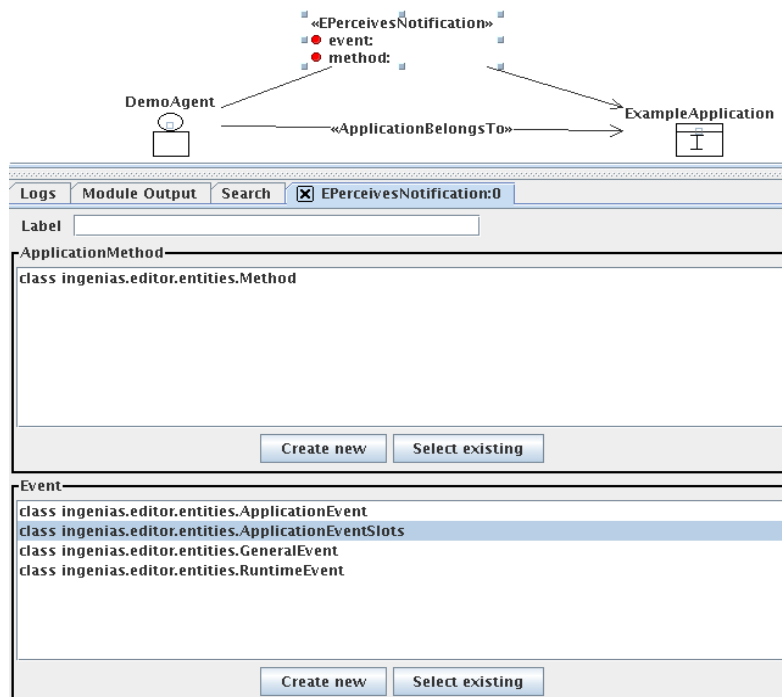 «EPerceivesNotification»
event:
method:
DemoAgent
ExampleApplication
«ApplicationBelongsTo»
Logs Module Output Search EPerceivesNotification:0
Label
ApplicationMethod
class ingenias.editor.entities.Method
Create new Select existing
Event
class ingenias.editor.entities.ApplicationEvent
class ingenias.editor.entities.ApplicationEventSlots
class ingenias.editor.entities.GeneralEvent
class ingenias.editor.entities.RuntimeEvent
Create new Select existing